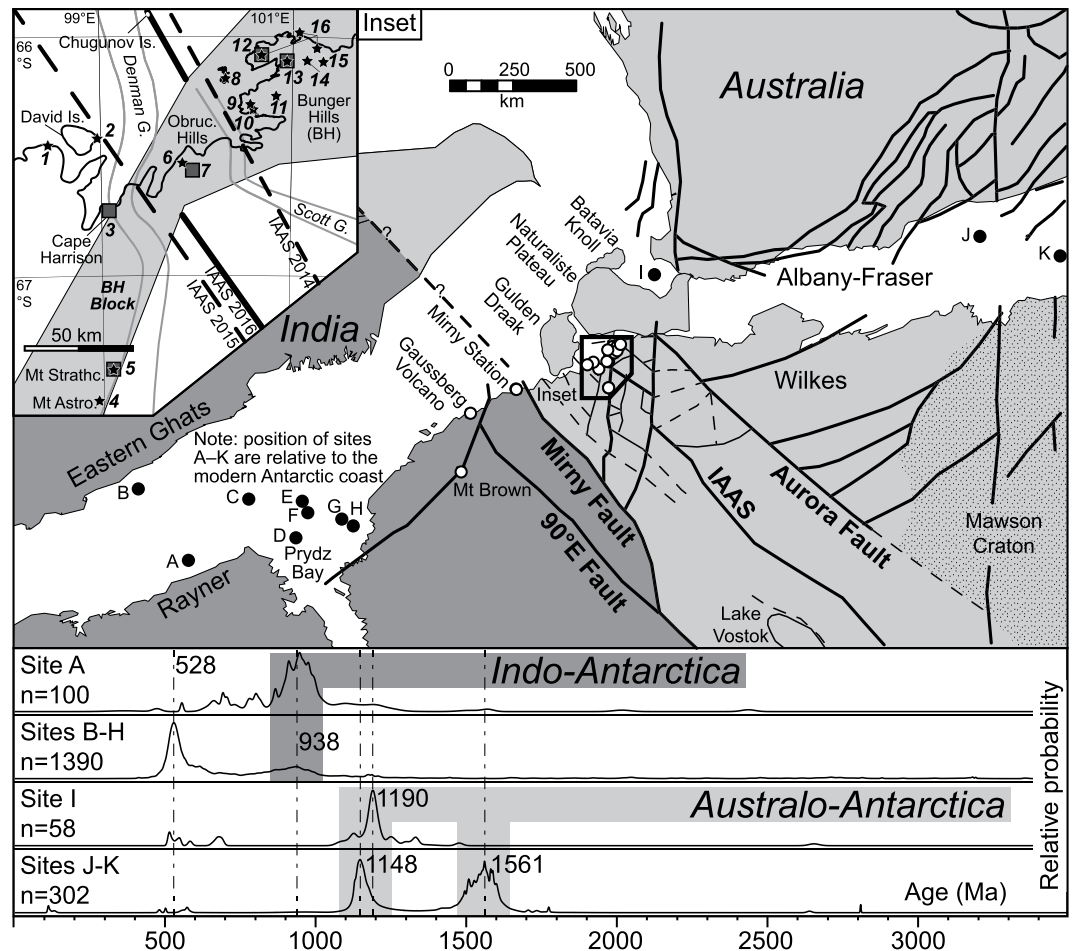 99°E
101°E
Inset
66
°S
Chugunov Is.
Denman G.
David Is.
Obruc.
Hills
Bunger
Hills
(BH)
1
2
3
4
5
6
7
8
9
10
11
12
13
14
15
16
Cape
Harrison
Scott G.
67
°S
BH
Block
IAAS 2014
IAAS 2016
IAAS 2015
50 km
Mt Strathc.
Mt Astro.
0 250 500
km
Australia
Batavia
Knoll
Naturaliste
Plateau
Gulden
Draak
Mirny Station
Gaussberg
Volcano
?
?
India
I
J
K
Albany-Fraser
Wilkes
Inset
Eastern Ghats
Note: position of sites
A–K are relative to the
modern Antarctic coast
B
C
E
F
G
H
D
A
Prydz
Bay
Rayner
Mt Brown
Mirny Fault
90°E Fault
IAAS
Aurora Fault
Mawson
Craton
Lake
Vostok
Site A
n=100
528
Indo-Antarctica
Sites B-H
n=1390
938
Site I
n=58
1190
Australo-Antarctica
Sites J-K
n=302
1148
1561
Age (Ma)
Relative probability
500 1000 1500 2000 2500 3000